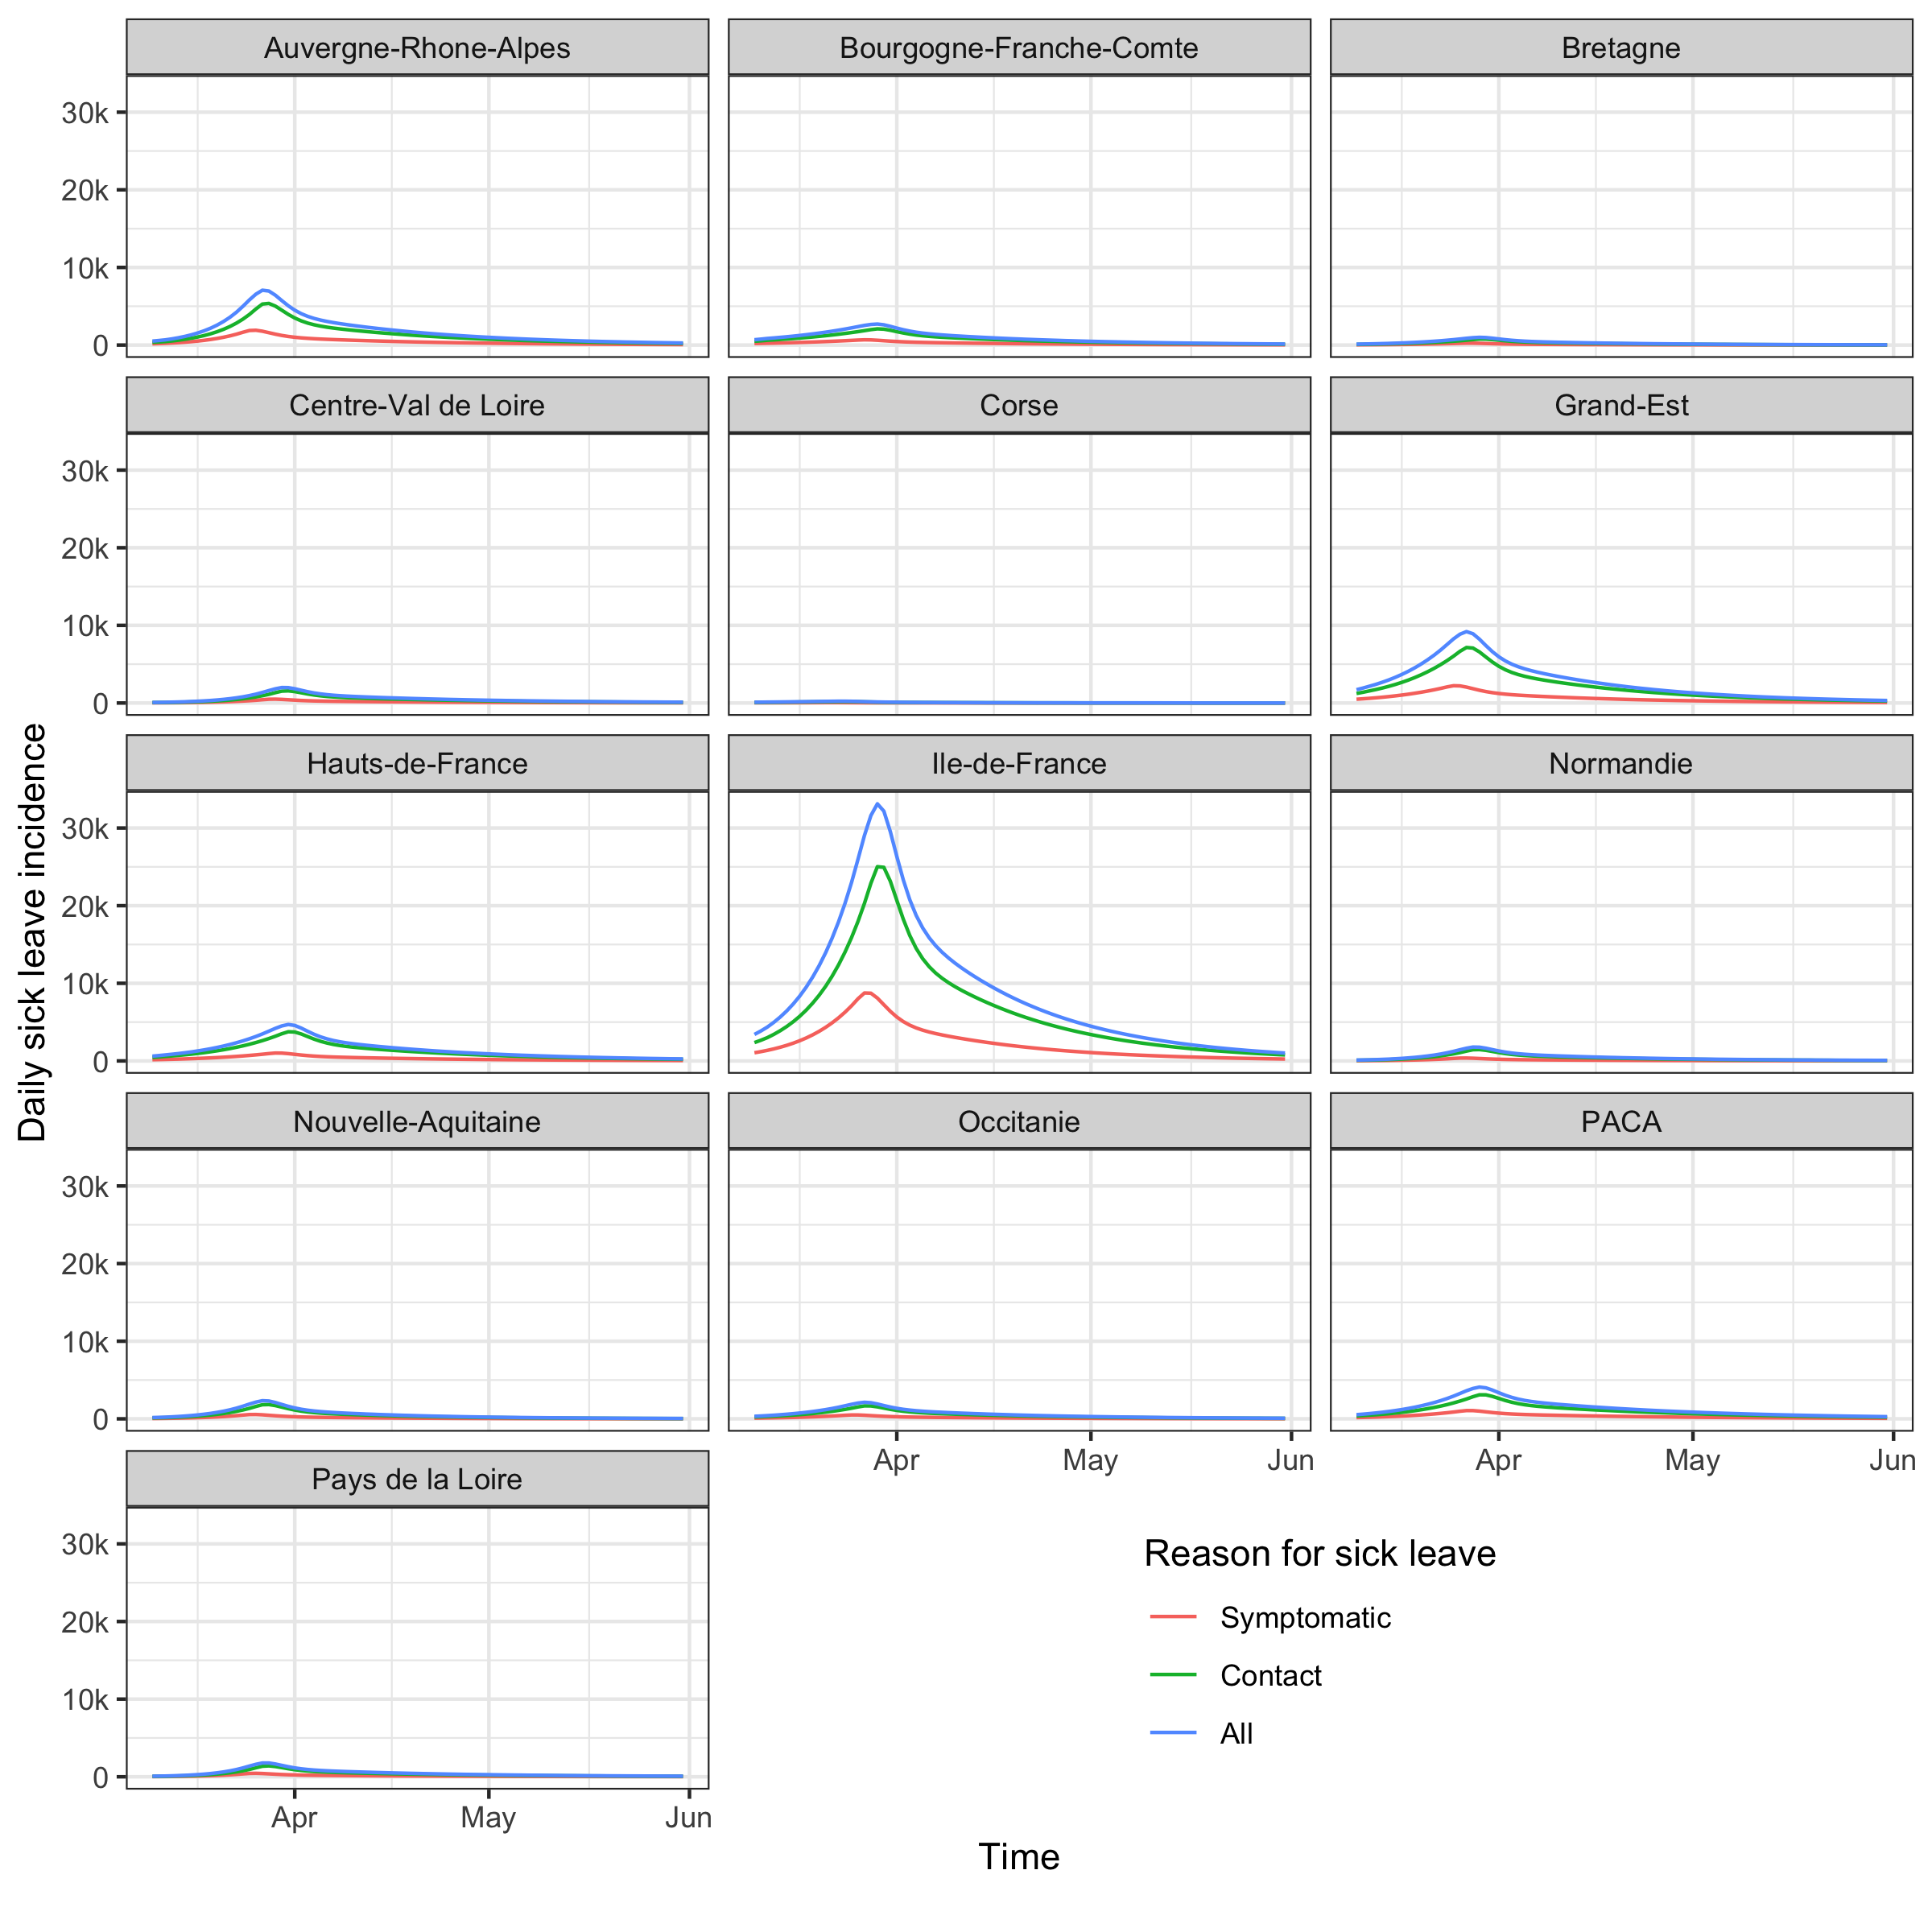 Auvergne-Rhone-Alpes
Bourgogne-Franche-Comte
Bretagne
30k
20k
10k
0
Centre-Val de Loire
Corse
Grand-Est
30k
20k
10k
0
Hauts-de-France
Ile-de-France
Normandie
30k
20k
10k
0
Nouvelle-Aquitaine
Occitanie
PACA
30k
20k
10k
0
Apr May Jun
Apr May Jun
Pays de la Loire
30k
20k
10k
0
Apr May Jun
Time
Daily sick leave incidence
Reason for sick leave
Symptomatic
Contact
All